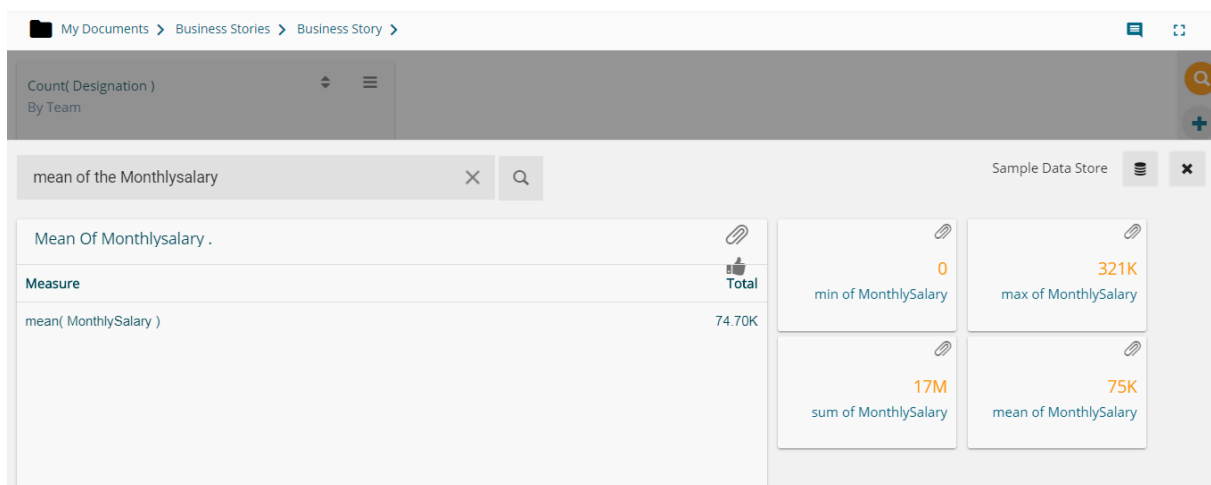 My Documents > Business Stories > Business Story >
Count( Designation )
By Team
mean of the Monthlysalary
Sample Data Store
Mean Of Monthlysalary .
Measure Total
mean( MonthlySalary ) 74.70K
0
min of MonthlySalary
321K
max of MonthlySalary
17M
sum of MonthlySalary
75K
mean of MonthlySalary